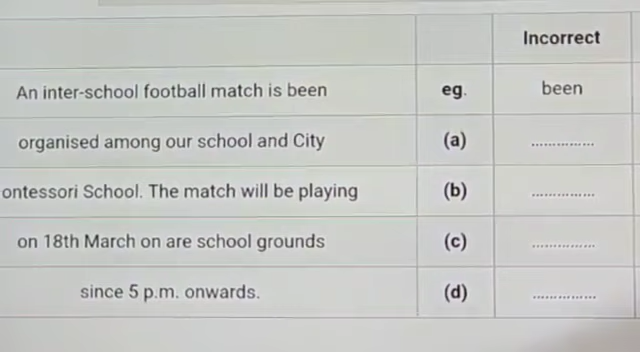 Incorrect
An inter-school football match is been eg. been
organised among our school and City (a) ...............
ontessori School. The match will be playing (b) ...............
on 18th March on are school grounds (c) ...............
since 5 p.m. onwards. (d) ...............